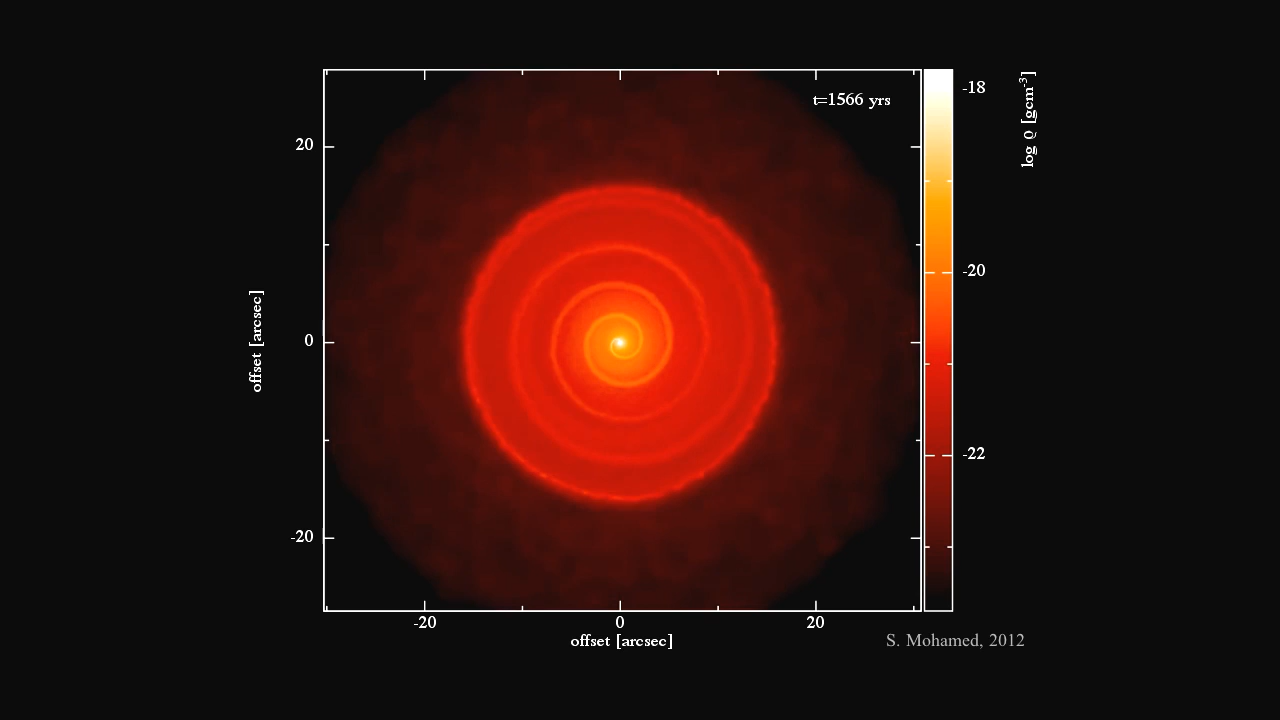 t=1566 yrs
log ϱ [gcm⁻³]
-18
-20
-22
20
0
-20
offset [arcsec]
-20 0 20
offset [arcsec]
S. Mohamed, 2012